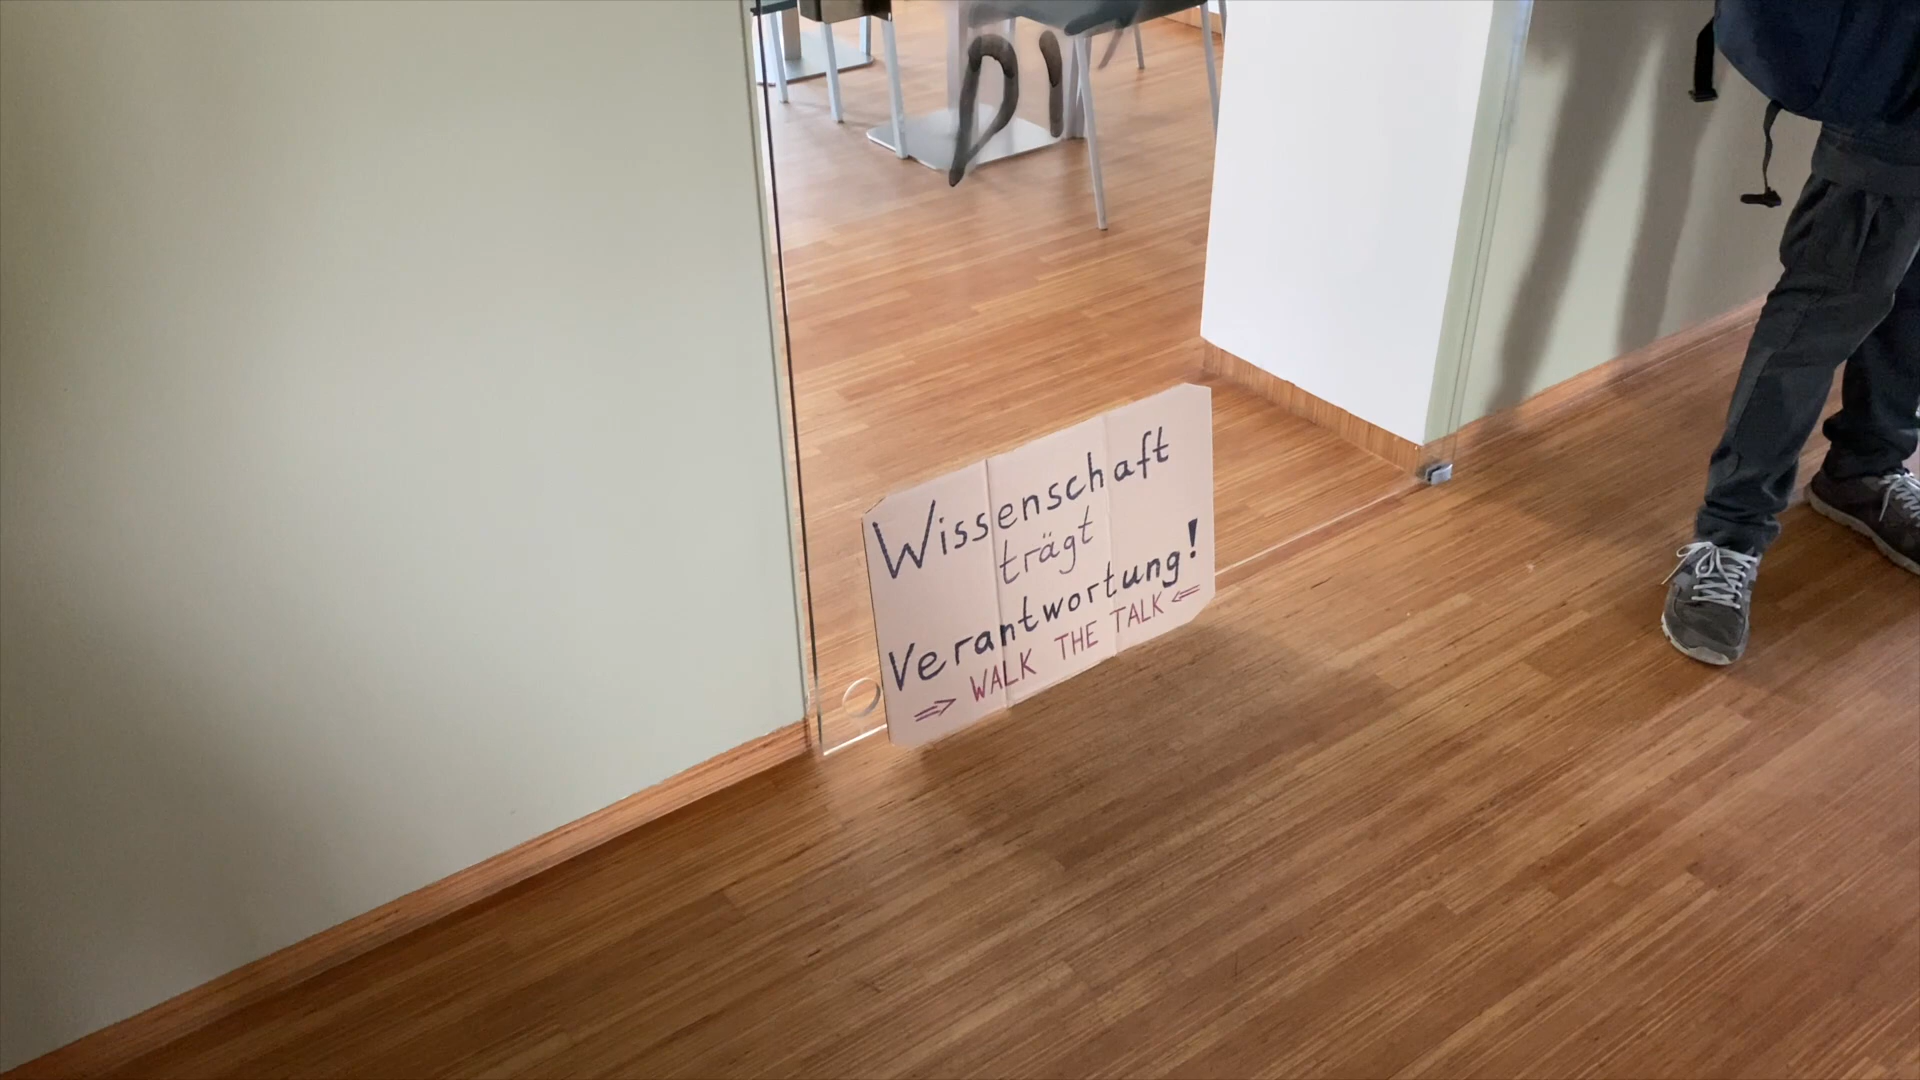 Wissenschaft
trägt
Verantwortung!
⇒ WALK THE TALK ⇐